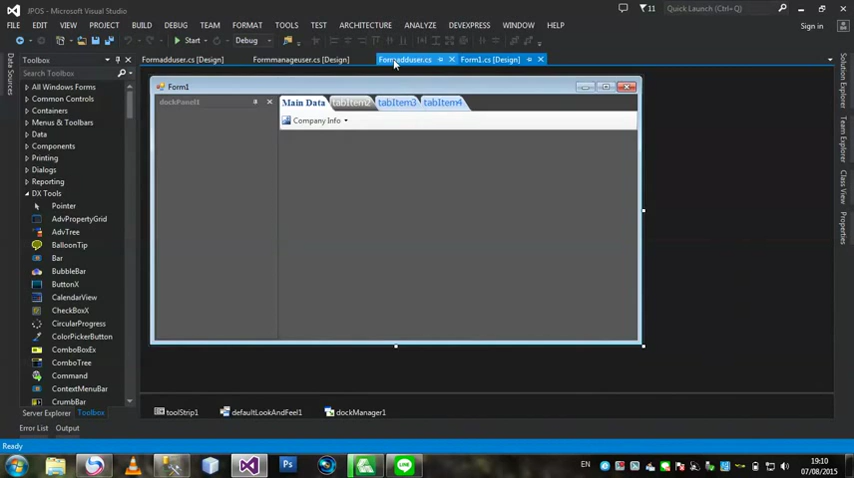 JPOS - Microsoft Visual Studio
11
Quick Launch (Ctrl+Q)
FILE EDIT VIEW PROJECT BUILD DEBUG TEAM FORMAT TOOLS TEST ARCHITECTURE ANALYZE DEVEXPRESS WINDOW HELP
Sign in
Start Debug
Toolbox
Formadduser.cs [Design] Formmanageuser.cs [Design] Formadduser.cs Form1.cs [Design]
Search Toolbox
All Windows Forms
Common Controls
Containers
Menus & Toolbars
Data
Components
Printing
Dialogs
Reporting
DX Tools
Pointer
AdvPropertyGrid
AdvTree
BalloonTip
Bar
BubbleBar
ButtonX
CalendarView
CheckBoxX
CircularProgress
ColorPickerButton
ComboBoxEx
ComboTree
Command
ContextMenuBar
CrumbBar
Data Sources
Form1
dockPanel1
Main Data tabItem2 tabItem3 tabItem4
Company Info
Solution Explorer
Team Explorer
Class View
Properties
toolStrip1 defaultLookAndFeel1 dockManager1
Server Explorer Toolbox
Error List Output
Ready
EN
19:10
07/08/2015